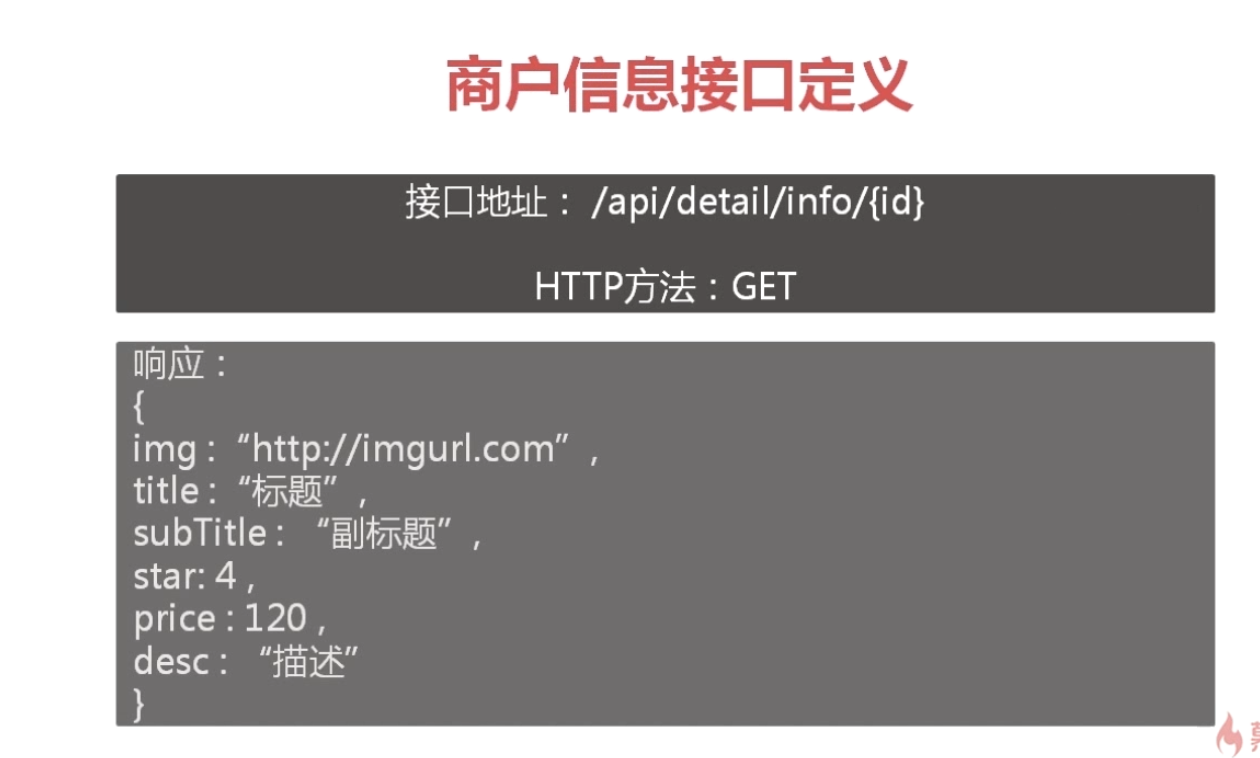 商户信息接口定义
接口地址： /api/detail/info/{id}
HTTP方法：GET
响应：
{
img : “http://imgurl.com” ,
title : “标题” ,
subTitle : “副标题” ,
star: 4 ,
price : 120 ,
desc : “描述”
}